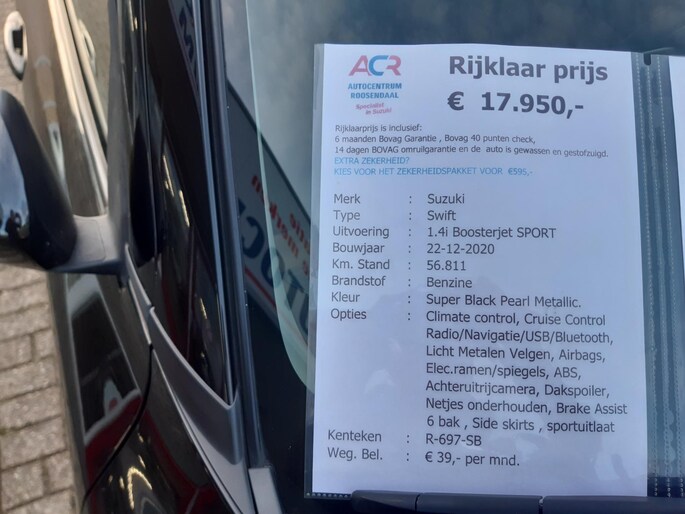 ACR
AUTOCENTRUM
ROOSENDAAL
Specialist
in Suzuki
Rijklaar prijs
€ 17.950,-
Rijklaarprijs is inclusief:
6 maanden Bovag Garantie , Bovag 40 punten check,
14 dagen BOVAG omruilgarantie en de auto is gewassen en gestofzuigd.
EXTRA ZEKERHEID?
KIES VOOR HET ZEKERHEIDSPAKKET VOOR €595,-
Merk : Suzuki
Type : Swift
Uitvoering : 1.4i Boosterjet SPORT
Bouwjaar : 22-12-2020
Km. Stand : 56.811
Brandstof : Benzine
Kleur : Super Black Pearl Metallic.
Opties : Climate control, Cruise Control
Radio/Navigatie/USB/Bluetooth,
Licht Metalen Velgen, Airbags,
Elec.ramen/spiegels, ABS,
Achteruitrijcamera, Dakspoiler,
Netjes onderhouden, Brake Assist
6 bak , Side skirts , sportuitlaat
Kenteken : R-697-SB
Weg. Bel. : € 39,- per mnd.